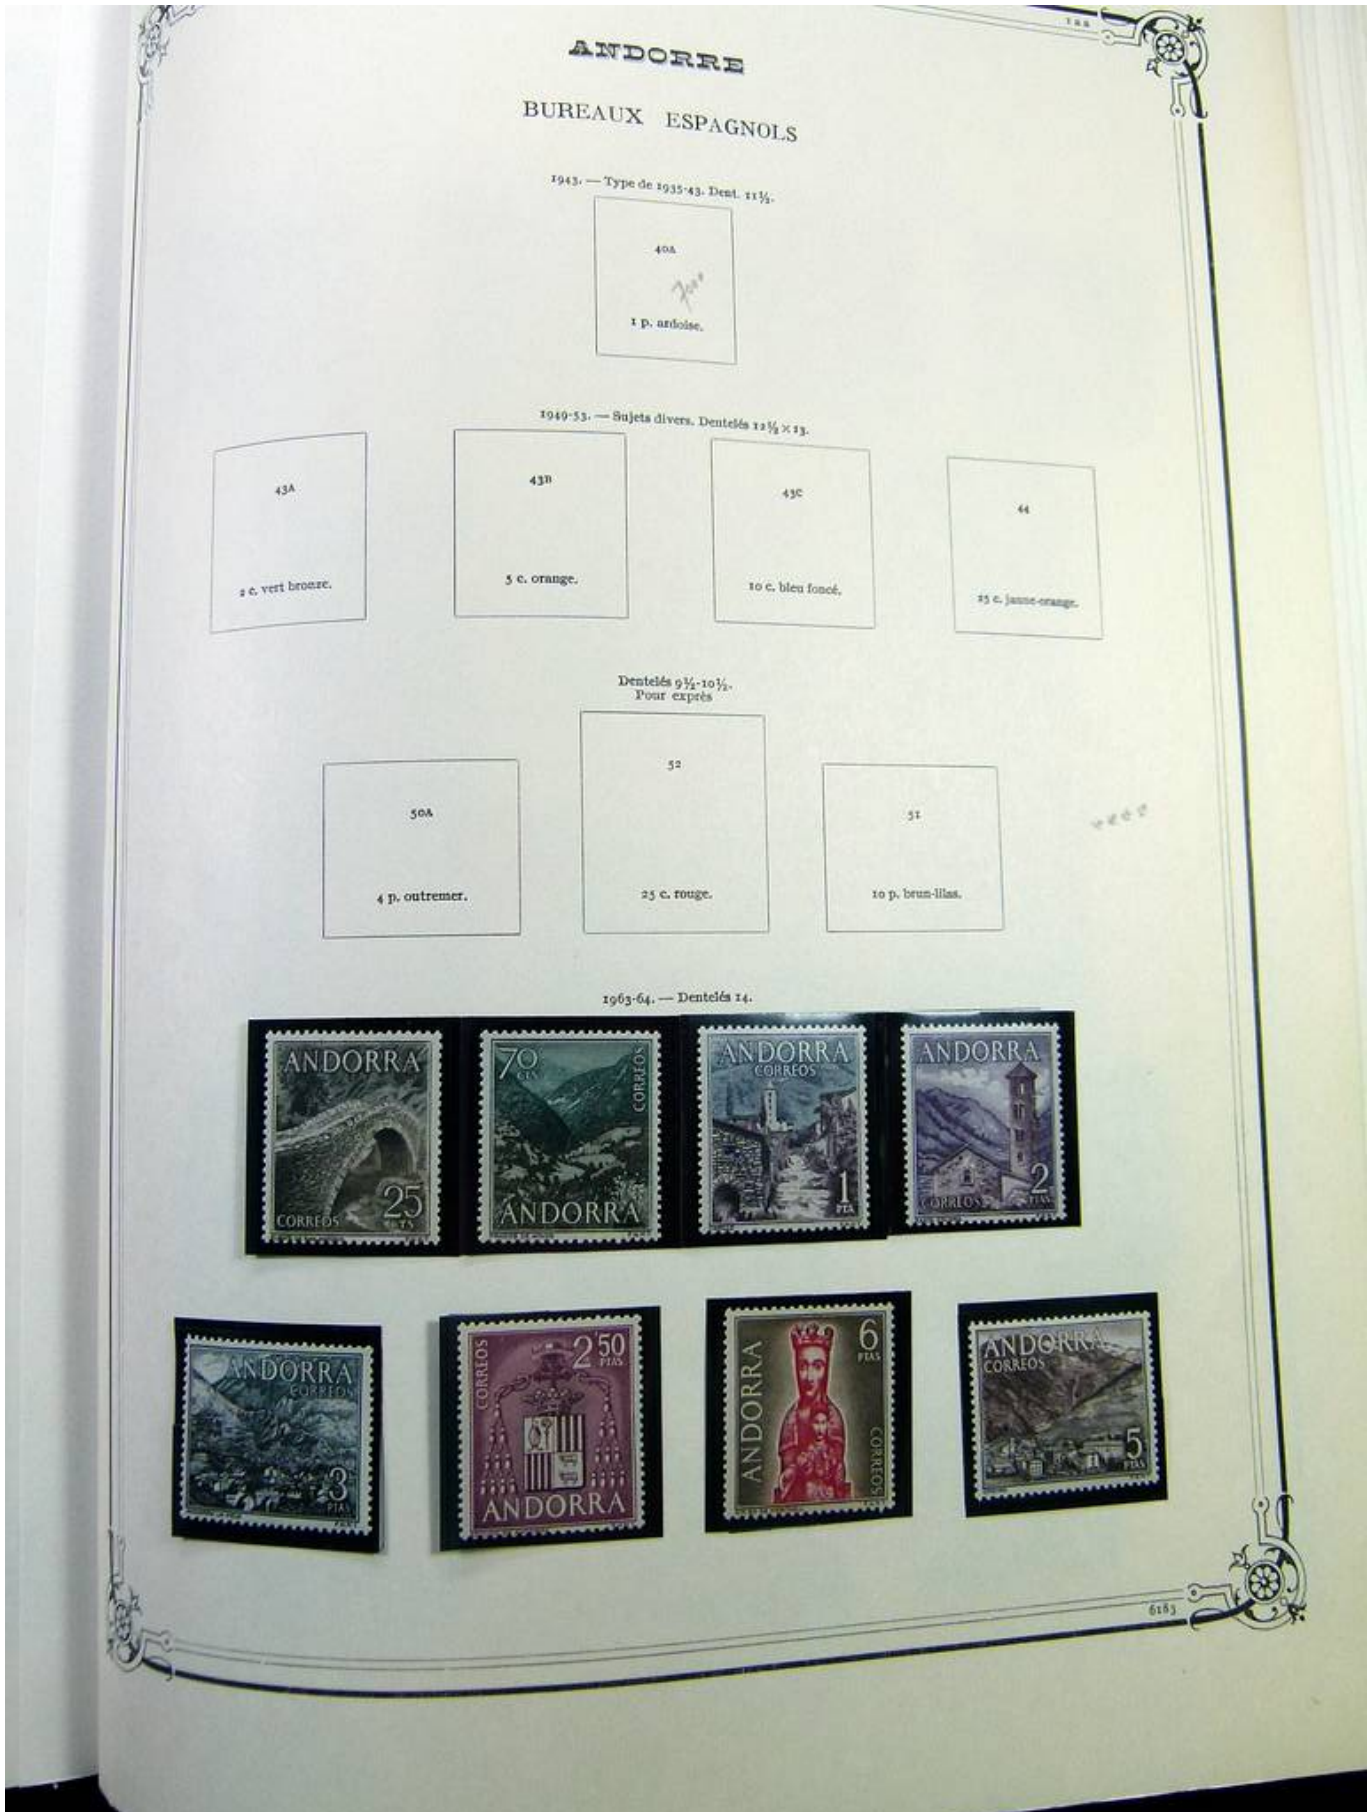 122
ANDORRE
BUREAUX ESPAGNOLS
1943. — Type de 1935-43. Dent. 11½.
40A
7000
1 p. ardoise.
1949-53. — Sujets divers. Dentelés 12½ × 13.
43A
2 c. vert bronze.
43B
5 c. orange.
43C
10 c. bleu foncé.
44
25 c. jaune-orange.
Dentelés 9½-10½.
Pour exprès
50A
4 p. outremer.
52
25 c. rouge.
51
10 p. brun-lilas.
1963-64. — Dentelés 14.
ANDORRA
25
CTS
CORREOS
70
CTS
CORREOS
ANDORRA
ANDORRA
CORREOS
1
PTA
ANDORRA
2
PTAS
CORREOS
ANDORRA
CORREOS
3
PTAS
CORREOS
2'50
PTAS
ANDORRA
6
PTAS
ANDORRA
CORREOS
ANDORRA
CORREOS
5
PTAS
6183